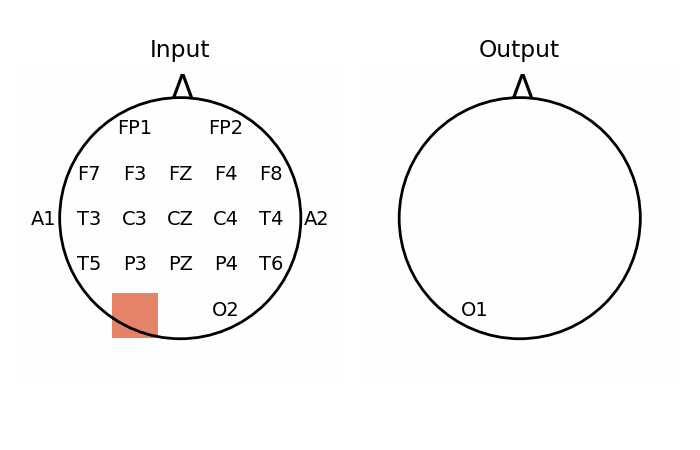 Input
Output
FP1 FP2
F7 F3 FZ F4 F8
A1 T3 C3 CZ C4 T4 A2
T5 P3 PZ P4 T6
O2
O1